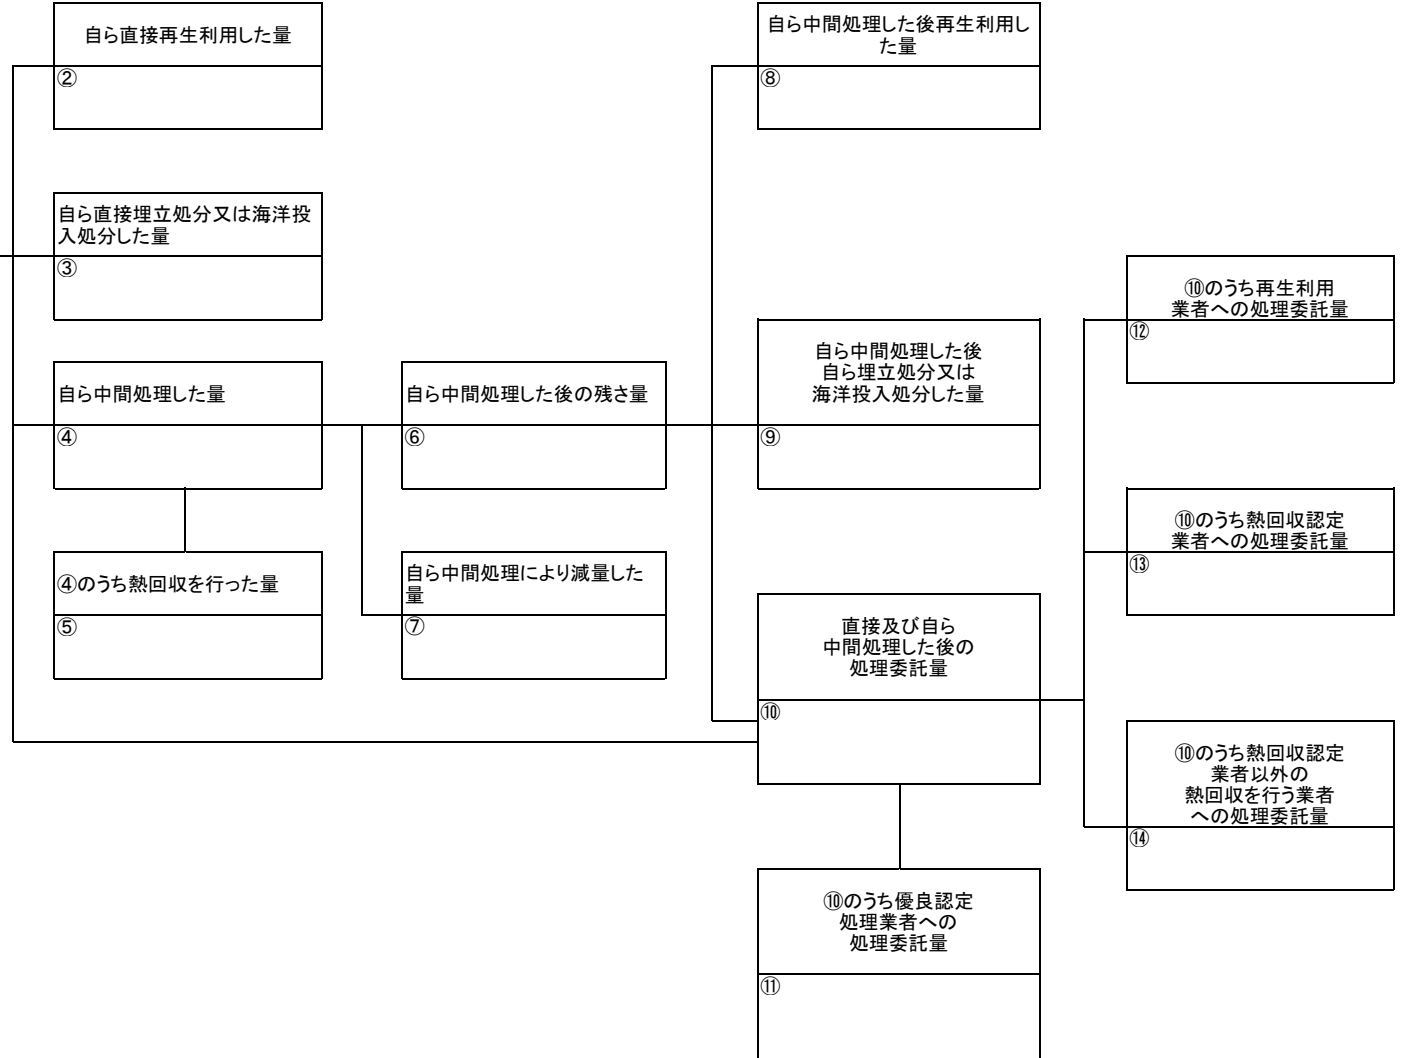 自ら直接再生利用した量
②
自ら直接埋立処分又は海洋投
入処分した量
③
自ら中間処理した量
④
④のうち熱回収を行った量
⑤
自ら中間処理した後の残さ量
⑥
自ら中間処理により減量した
量
⑦
自ら中間処理した後再生利用し
た量
⑧
自ら中間処理した後
自ら埋立処分又は
海洋投入処分した量
⑨
直接及び自ら
中間処理した後の
処理委託量
⑩
⑩のうち優良認定
処理業者への
処理委託量
⑪
⑩のうち再生利用
業者への処理委託量
⑫
⑩のうち熱回収認定
業者への処理委託量
⑬
⑩のうち熱回収認定
業者以外の
熱回収を行う業者
への処理委託量
⑭